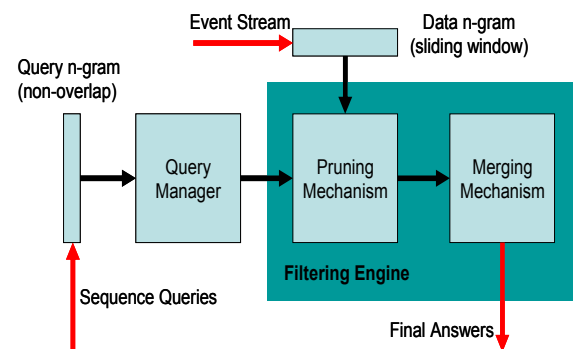 Event Stream
Data n-gram
(sliding window)
Query n-gram
(non-overlap)
Query
Manager
Pruning
Mechanism
Merging
Mechanism
Filtering Engine
Sequence Queries
Final Answers